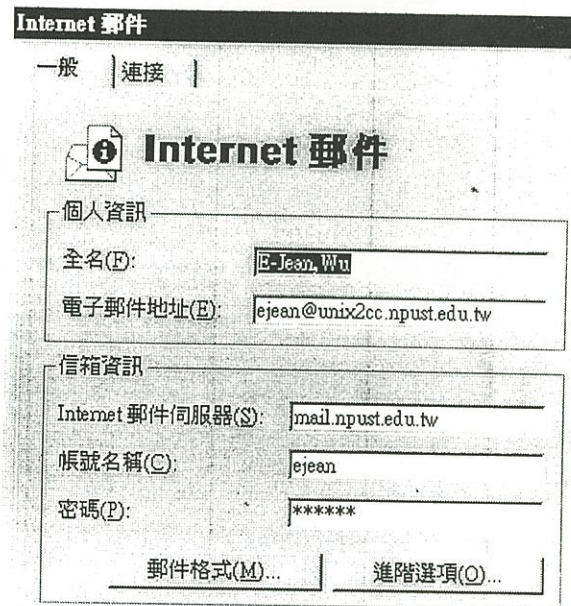 Internet 郵件
一般 連接
Internet 郵件
個人資訊
全名(F): E-Jean, Wu
電子郵件地址(E): ejean@unix2cc.npust.edu.tw
信箱資訊
Internet 郵件伺服器(S): mail.npust.edu.tw
帳號名稱(C): ejean
密碼(P): ******
郵件格式(M)... 進階選項(O)...